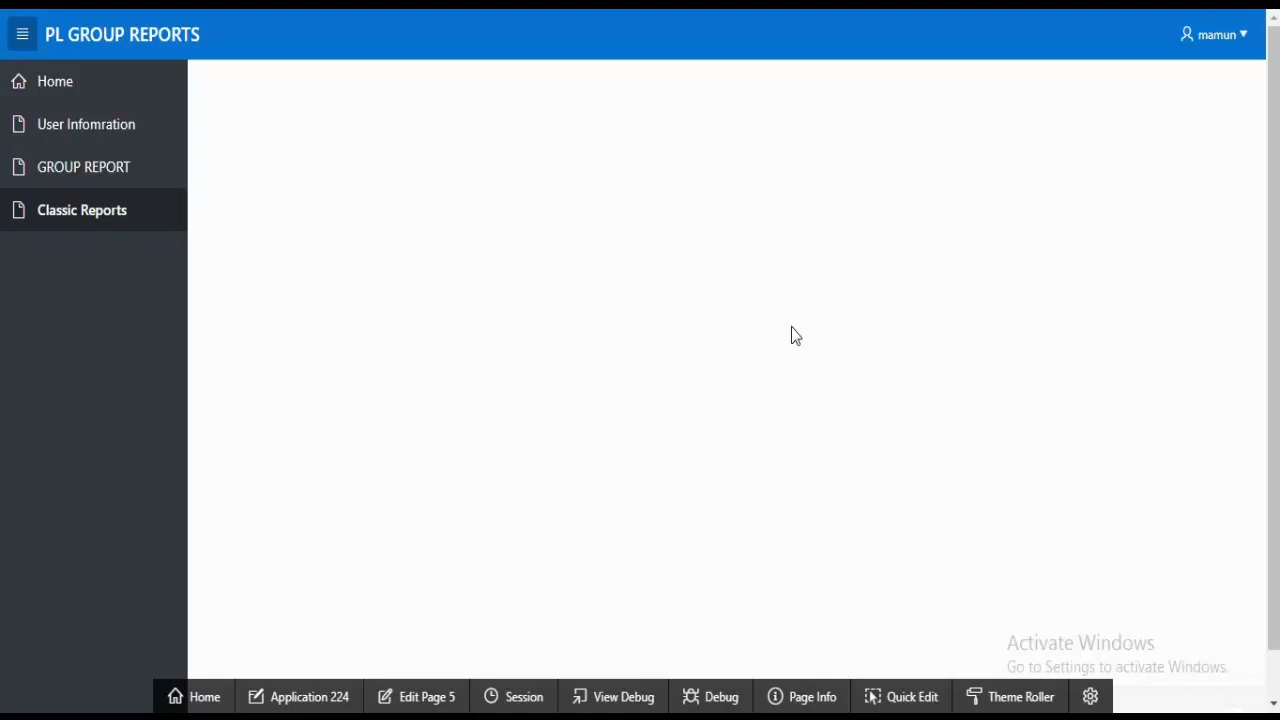 PL GROUP REPORTS
mamun
Home
User Infomration
GROUP REPORT
Classic Reports
Activate Windows
Go to Settings to activate Windows.
Home Application 224 Edit Page 5 Session View Debug Debug Page Info Quick Edit Theme Roller